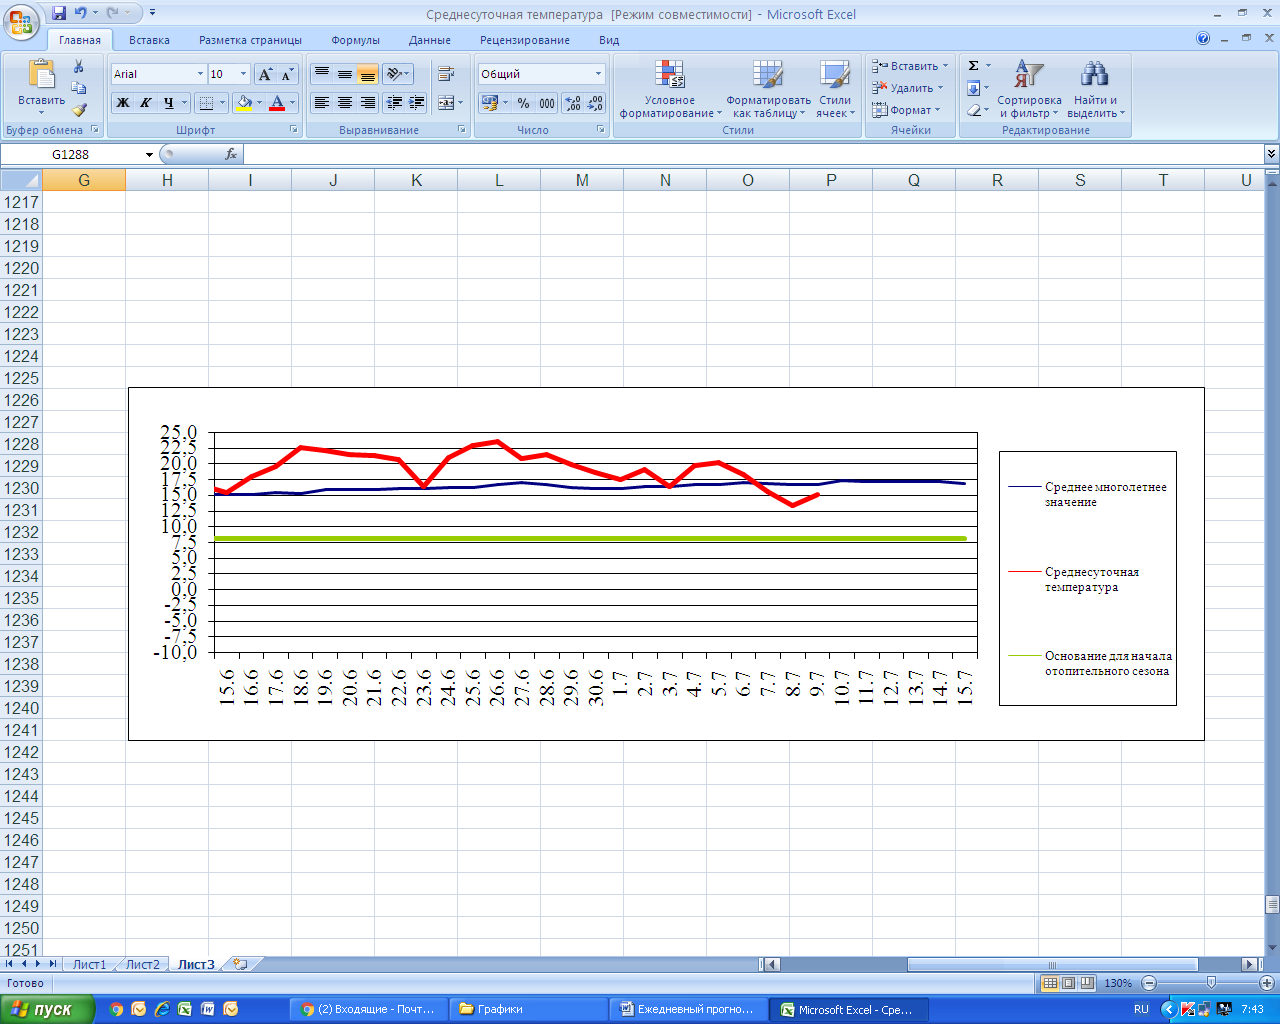 Среднесуточная температура [Режим совместимости] - Microsoft Excel
Главная Вставка Разметка страницы Формулы Данные Рецензирование Вид
Вставить
Буфер обмена
Arial 10
Ж К Ч
Шрифт
Выравнивание
Общий
% 000
Число
Условное форматирование
Форматировать как таблицу
Стили ячеек
Стили
Вставить
Удалить
Формат
Ячейки
Сортировка и фильтр
Найти и выделить
Редактирование
G1288 fx
G H I J K L M N O P Q R S T U
1217
1218
1219
1220
1221
1222
1223
1224
1225
1226
1227
1228
1229
1230
1231
1232
1233
1234
1235
1236
1237
1238
1239
1240
1241
1242
1243
1244
1245
1246
1247
1248
1249
1250
1251
25,0
22,5
20,0
17,5
15,0
12,5
10,0
7,5
5,0
2,5
0,0
-2,5
-5,0
-7,5
-10,0
15.6 16.6 17.6 18.6 19.6 20.6 21.6 22.6 23.6 24.6 25.6 26.6 27.6 28.6 29.6 30.6 1.7 2.7 3.7 4.7 5.7 6.7 7.7 8.7 9.7 10.7 11.7 12.7 13.7 14.7 15.7
Среднее многолетнее
значение
Среднесуточная
температура
Основание для начала
отопительного сезона
Лист1 Лист2 Лист3
Готово 130%
пуск (2) Входящие - Почт... Графики Ежедневный прогно... Microsoft Excel - Сре... RU 7:43